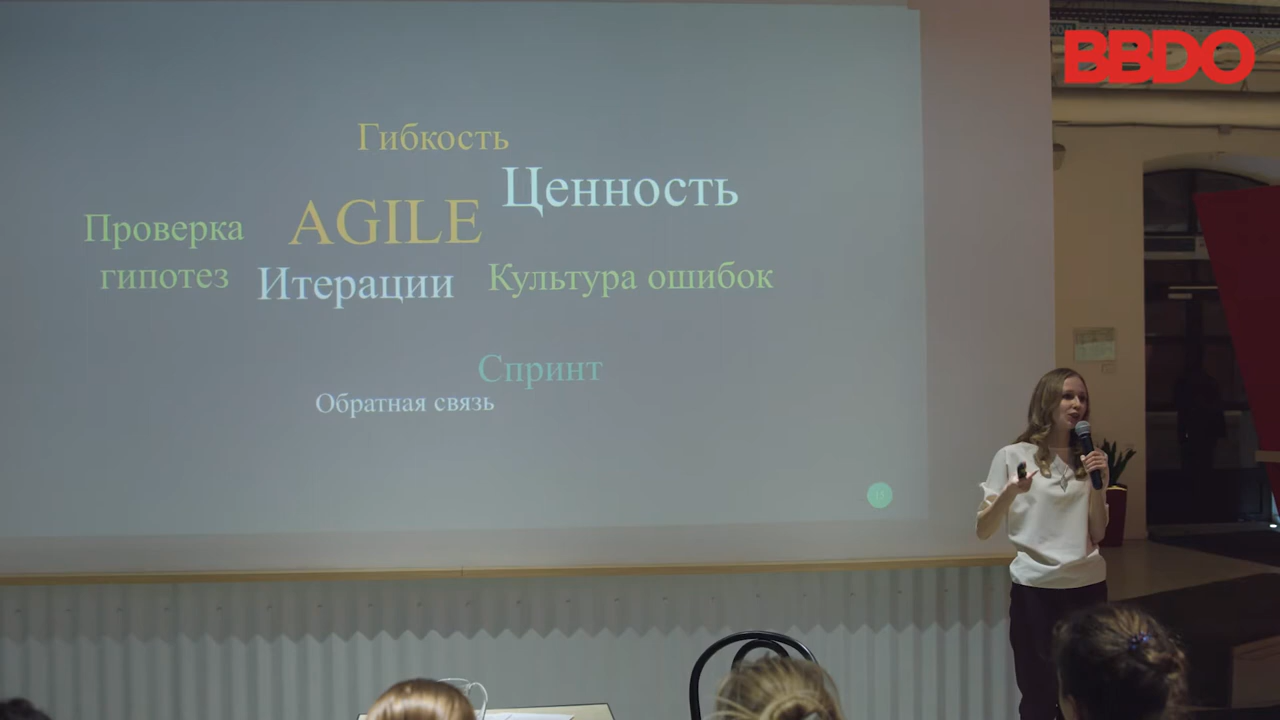 BBDO
Гибкость
Ценность
AGILE
Проверка
гипотез
Итерации
Культура ошибок
Спринт
Обратная связь